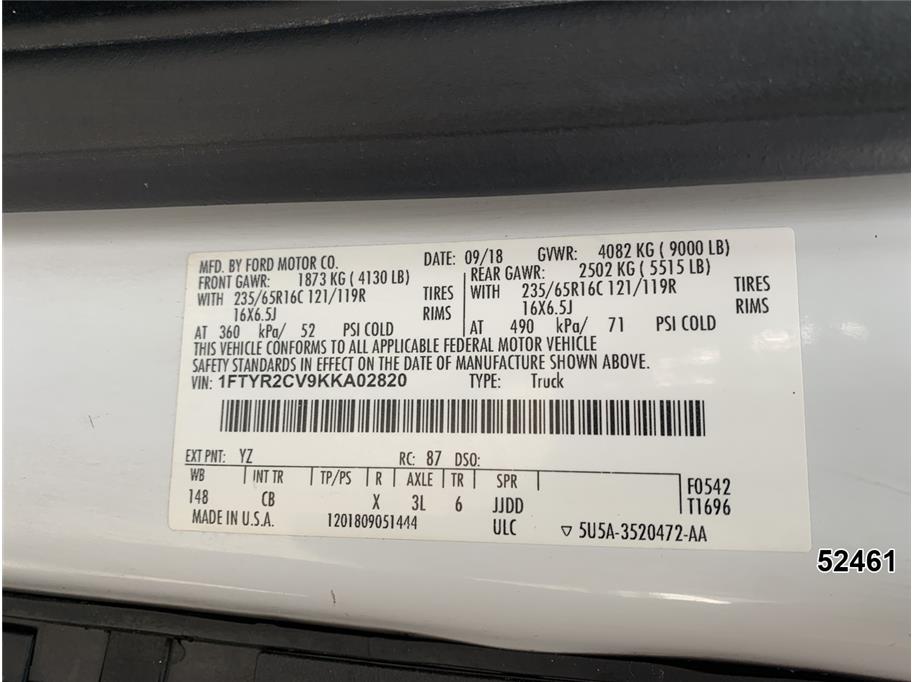 MFD. BY FORD MOTOR CO. DATE: 09/18 GVWR: 4082 KG ( 9000 LB)
FRONT GAWR: 1873 KG ( 4130 LB) REAR GAWR: 2502 KG ( 5515 LB)
WITH 235/65R16C 121/119R TIRES WITH 235/65R16C 121/119R TIRES
16X6.5J RIMS 16X6.5J RIMS
AT 360 kPa/ 52 PSI COLD AT 490 kPa/ 71 PSI COLD
THIS VEHICLE CONFORMS TO ALL APPLICABLE FEDERAL MOTOR VEHICLE
SAFETY STANDARDS IN EFFECT ON THE DATE OF MANUFACTURE SHOWN ABOVE.
VIN: 1FTYR2CV9KKA02820 TYPE: Truck
EXT PNT: YZ RC: 87 DSO:
WB INT TR TP/PS R AXLE TR SPR F0542
148 CB X 3L 6 JJDD T1696
MADE IN U.S.A. 1201809051444 ULC ▽ 5U5A-3520472-AA
52461